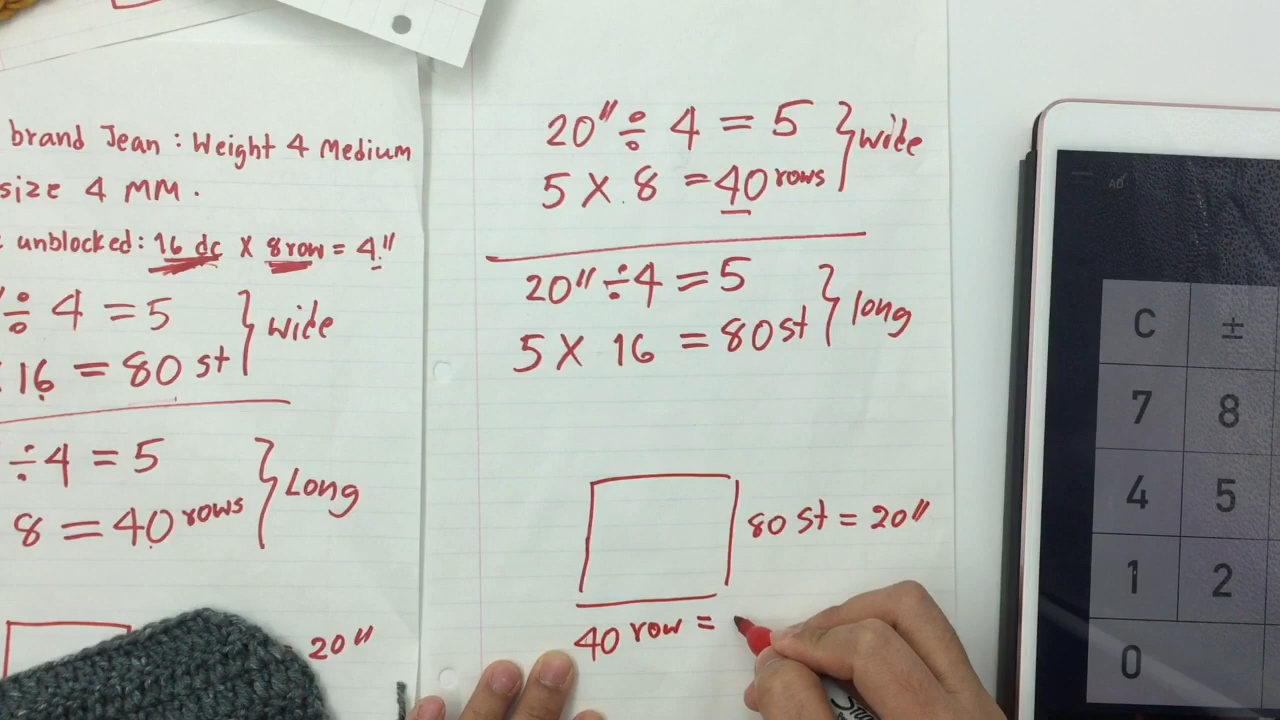 brand Jean : Weight 4 Medium
size 4 MM .
unblocked: 16 dc X 8 row = 4"
÷ 4 = 5
wide
16 = 80 st
÷4 = 5
Long
8 = 40 rows
20"
20" ÷ 4 = 5
wide
5 X 8 = 40 rows
20" ÷4 = 5
long
5 X 16 = 80 st
80 st = 20"
40 row =
AD
C ±
7 8
4 5
1 2
0